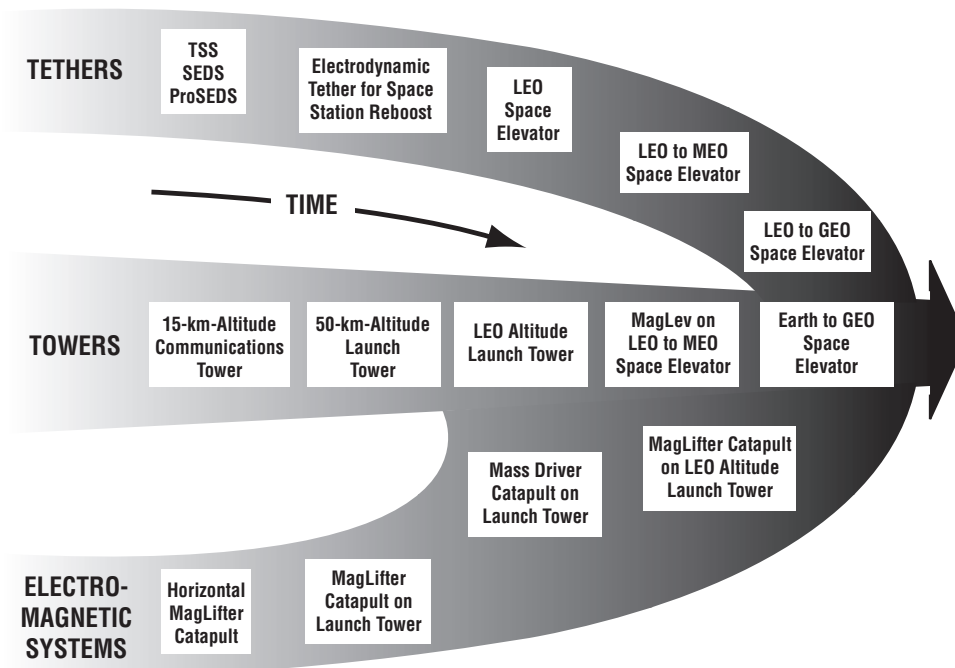 TETHERS
TSS
SEDS
ProSEDS
Electrodynamic
Tether for Space
Station Reboost
LEO
Space
Elevator
LEO to MEO
Space Elevator
LEO to GEO
Space Elevator
TIME
TOWERS
15-km-Altitude
Communications
Tower
50-km-Altitude
Launch
Tower
LEO Altitude
Launch Tower
MagLev on
LEO to MEO
Space Elevator
Earth to GEO
Space
Elevator
ELECTRO-
MAGNETIC
SYSTEMS
Horizontal
MagLifter
Catapult
MagLifter
Catapult on
Launch Tower
Mass Driver
Catapult on
Launch Tower
MagLifter Catapult
on LEO Altitude
Launch Tower